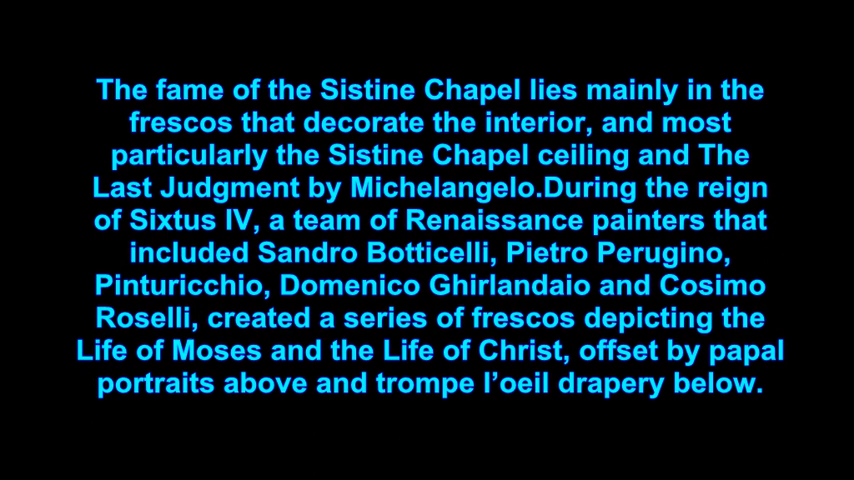 The fame of the Sistine Chapel lies mainly in the
frescos that decorate the interior, and most
particularly the Sistine Chapel ceiling and The
Last Judgment by Michelangelo.During the reign
of Sixtus IV, a team of Renaissance painters that
included Sandro Botticelli, Pietro Perugino,
Pinturicchio, Domenico Ghirlandaio and Cosimo
Roselli, created a series of frescos depicting the
Life of Moses and the Life of Christ, offset by papal
portraits above and trompe l’oeil drapery below.